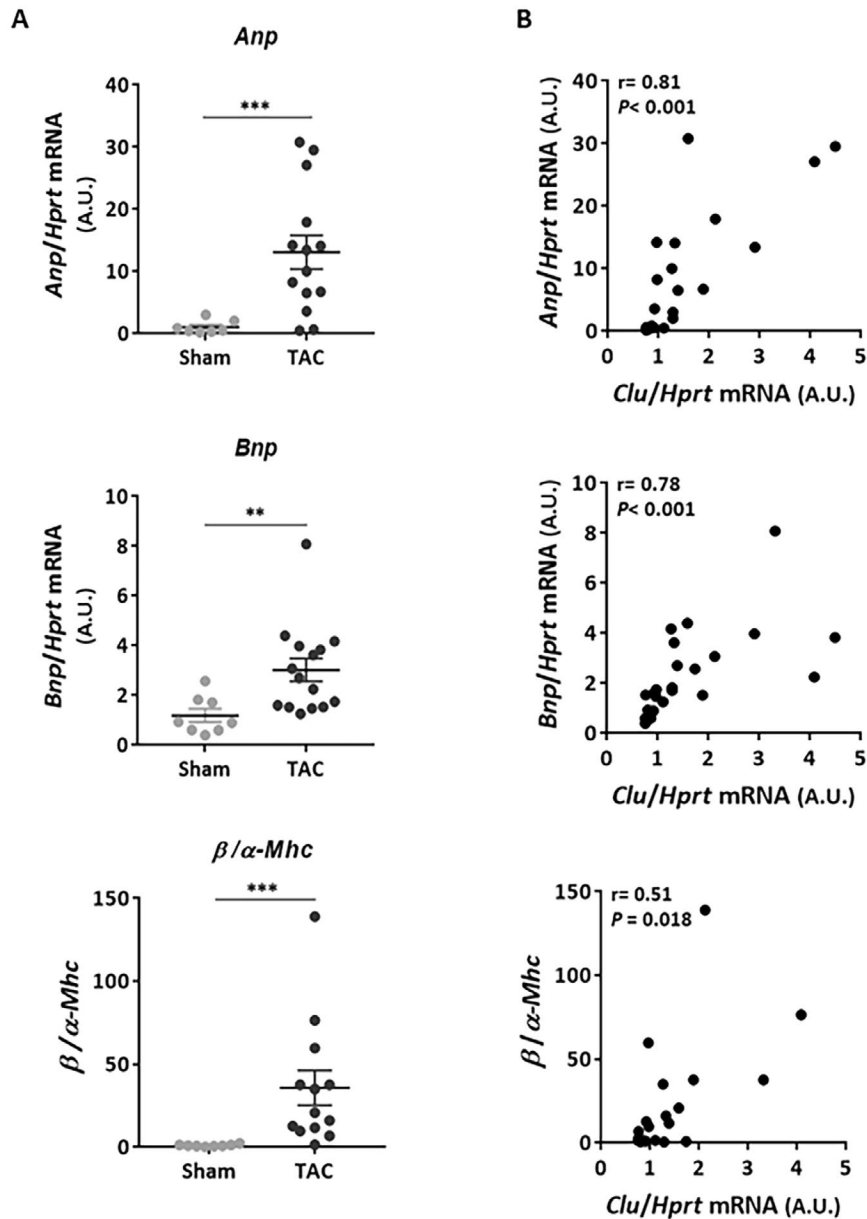 A
Anp
Anp/Hprt mRNA
(A.U.)
40
30
20
10
0
***
Sham
TAC
B
Anp/Hprt mRNA (A.U.)
40
30
20
10
0
r= 0.81
P< 0.001
0
1
2
3
4
5
Clu/Hprt mRNA (A.U.)
Bnp
Bnp/Hprt mRNA
(A.U.)
10
8
6
4
2
0
**
Sham
TAC
Bnp/Hprt mRNA (A.U.)
10
8
6
4
2
0
r= 0.78
P< 0.001
0
1
2
3
4
5
Clu/Hprt mRNA (A.U.)
β/α-Mhc
β/α-Mhc
150
100
50
0
***
Sham
TAC
β/α-Mhc
150
100
50
0
r= 0.51
P = 0.018
0
1
2
3
4
5
Clu/Hprt mRNA (A.U.)